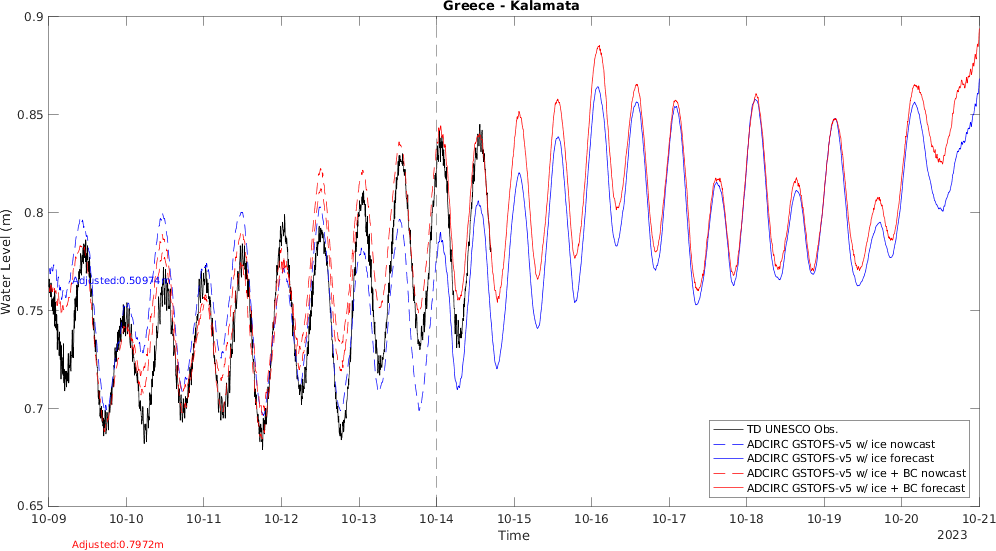 Greece - Kalamata
0.9
0.85
0.8
0.75
0.7
0.65
Water Level (m)
Adjusted:0.50974m
TD UNESCO Obs.
ADCIRC GSTOFS-v5 w/ ice nowcast
ADCIRC GSTOFS-v5 w/ ice forecast
ADCIRC GSTOFS-v5 w/ ice + BC nowcast
ADCIRC GSTOFS-v5 w/ ice + BC forecast
10-09 10-10 10-11 10-12 10-13 10-14 10-15 10-16 10-17 10-18 10-19 10-20 10-21
Time
2023
Adjusted:0.7972m